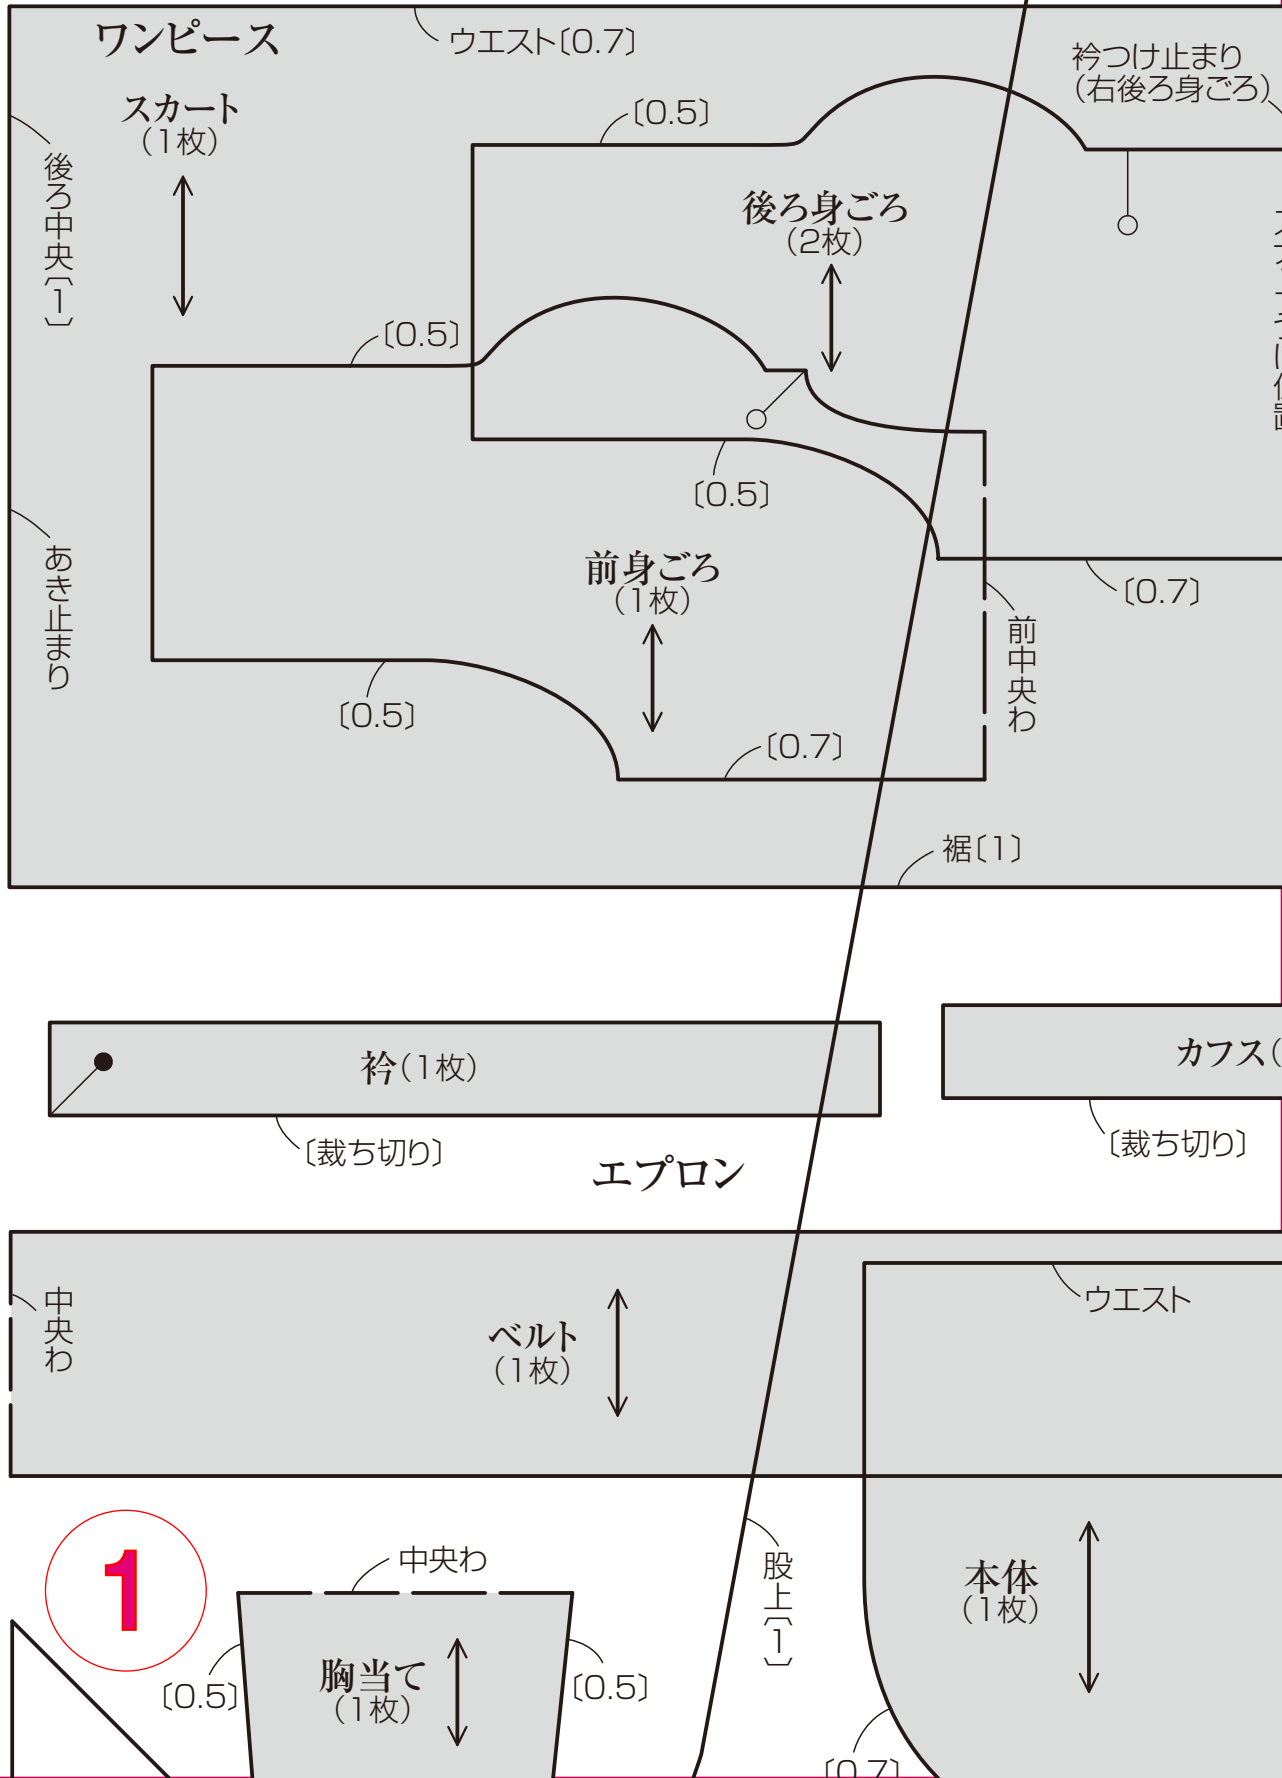 ワンピース
ウエスト〔0.7〕
衿つけ止まり
（右後ろ身ごろ）
スカート
（1枚）
〔0.5〕
後ろ中央〔1〕
後ろ身ごろ
（2枚）
〔0.5〕
〔0.5〕
あき止まり
前身ごろ
（1枚）
〔0.7〕
前中央わ
〔0.5〕
〔0.7〕
裾〔1〕
衿（1枚）
カフス（
〔裁ち切り〕
〔裁ち切り〕
エプロン
中央わ
ウエスト
ベルト
（1枚）
1
中央わ
股上〔1〕
本体
（1枚）
〔0.5〕
胸当て
（1枚）
〔0.5〕
〔0.7〕